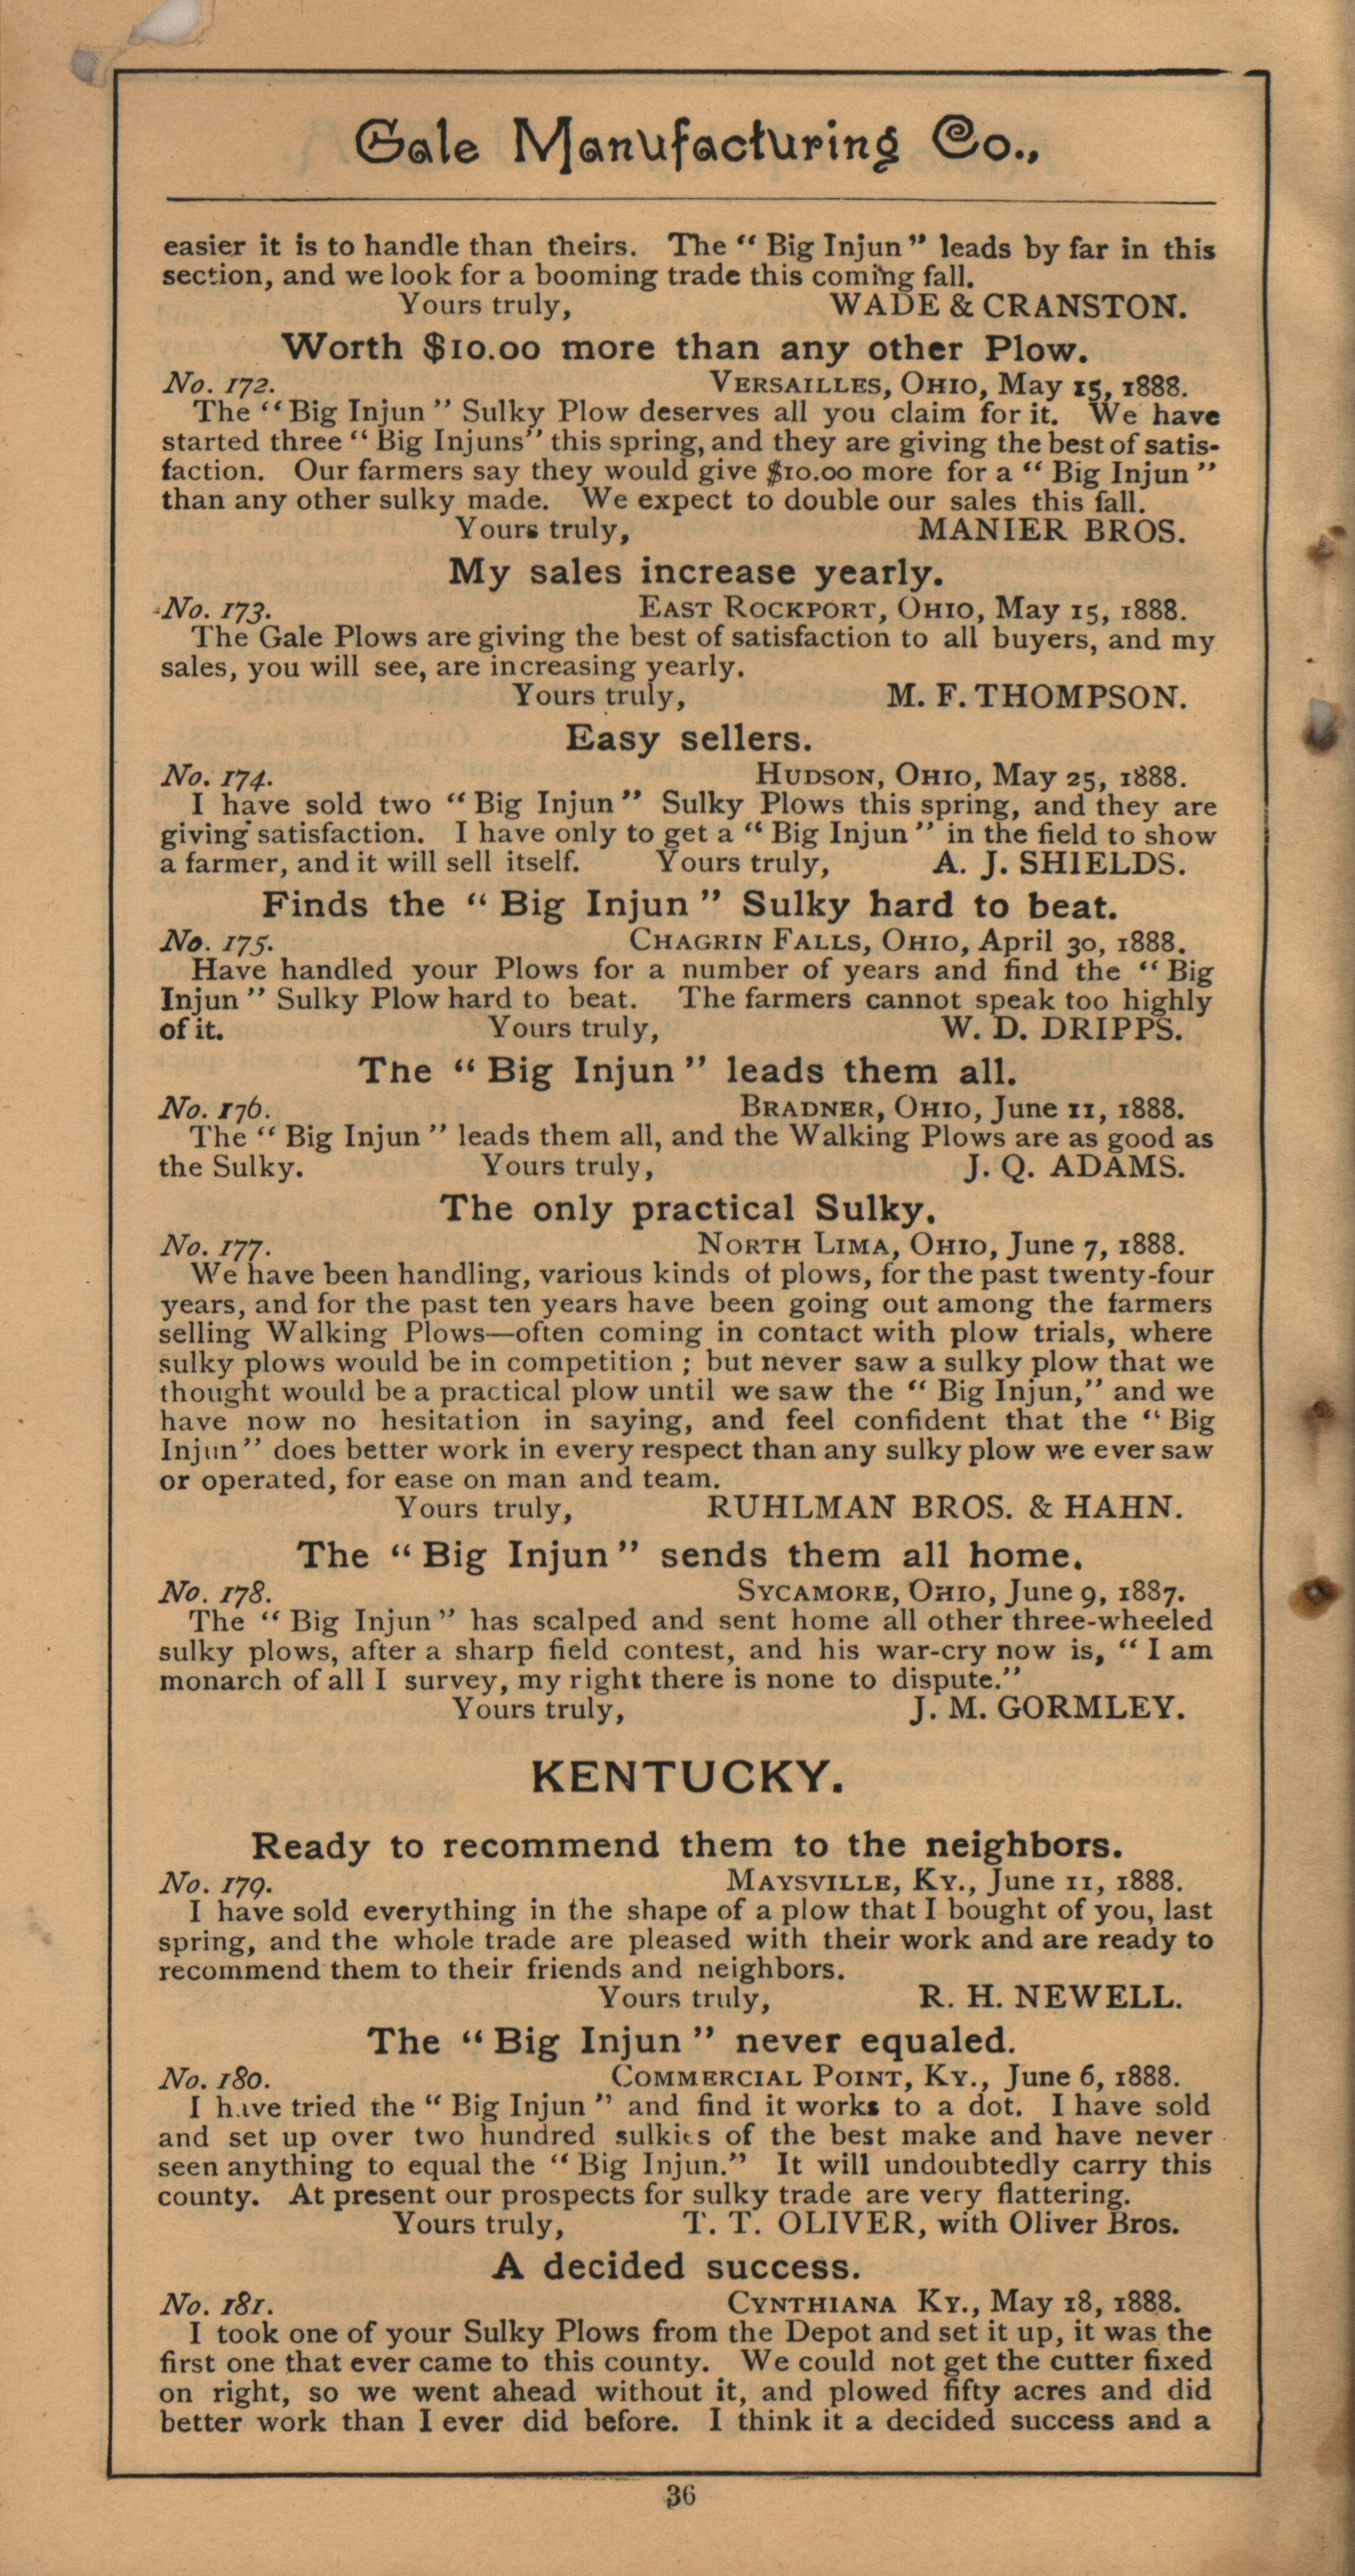 Gale Manufacturing Co.,
easier it is to handle than theirs. The "Big Injun" leads by far in this
section, and we look for a booming trade this coming fall.
Yours truly, WADE & CRANSTON.
Worth $10.00 more than any other Plow.
No. 172. VERSAILLES, OHIO, May 15, 1888.
The "Big Injun" Sulky Plow deserves all you claim for it. We have
started three "Big Injuns" this spring, and they are giving the best of satis-
faction. Our farmers say they would give $10.00 more for a "Big Injun"
than any other sulky made. We expect to double our sales this fall.
Yours truly, MANIER BROS.
My sales increase yearly.
No. 173. EAST ROCKPORT, OHIO, May 15, 1888.
The Gale Plows are giving the best of satisfaction to all buyers, and my
sales, you will see, are increasing yearly.
Yours truly, M. F. THOMPSON.
Easy sellers.
No. 174. HUDSON, OHIO, May 25, 1888.
I have sold two "Big Injun" Sulky Plows this spring, and they are
giving satisfaction. I have only to get a "Big Injun" in the field to show
a farmer, and it will sell itself. Yours truly, A. J. SHIELDS.
Finds the "Big Injun" Sulky hard to beat.
No. 175. CHAGRIN FALLS, OHIO, April 30, 1888.
Have handled your Plows for a number of years and find the "Big
Injun" Sulky Plow hard to beat. The farmers cannot speak too highly
of it. Yours truly, W. D. DRIPPS.
The "Big Injun" leads them all.
No. 176. BRADNER, OHIO, June 11, 1888.
The "Big Injun" leads them all, and the Walking Plows are as good as
the Sulky. Yours truly, J. Q. ADAMS.
The only practical Sulky.
No. 177. NORTH LIMA, OHIO, June 7, 1888.
We have been handling, various kinds of plows, for the past twenty-four
years, and for the past ten years have been going out among the farmers
selling Walking Plows—often coming in contact with plow trials, where
sulky plows would be in competition; but never saw a sulky plow that we
thought would be a practical plow until we saw the "Big Injun," and we
have now no hesitation in saying, and feel confident that the "Big
Injun" does better work in every respect than any sulky plow we ever saw
or operated, for ease on man and team.
Yours truly, RUHLMAN BROS. & HAHN.
The "Big Injun" sends them all home.
No. 178. SYCAMORE, OHIO, June 9, 1887.
The "Big Injun" has scalped and sent home all other three-wheeled
sulky plows, after a sharp field contest, and his war-cry now is, "I am
monarch of all I survey, my right there is none to dispute."
Yours truly, J. M. GORMLEY.
KENTUCKY.
Ready to recommend them to the neighbors.
No. 179. MAYSVILLE, KY., June 11, 1888.
I have sold everything in the shape of a plow that I bought of you, last
spring, and the whole trade are pleased with their work and are ready to
recommend them to their friends and neighbors.
Yours truly, R. H. NEWELL.
The "Big Injun" never equaled.
No. 180. COMMERCIAL POINT, KY., June 6, 1888.
I have tried the "Big Injun" and find it works to a dot. I have sold
and set up over two hundred sulkies of the best make and have never
seen anything to equal the "Big Injun." It will undoubtedly carry this
county. At present our prospects for sulky trade are very flattering.
Yours truly, T. T. OLIVER, with Oliver Bros.
A decided success.
No. 181. CYNTHIANA KY., May 18, 1888.
I took one of your Sulky Plows from the Depot and set it up, it was the
first one that ever came to this county. We could not get the cutter fixed
on right, so we went ahead without it, and plowed fifty acres and did
better work than I ever did before. I think it a decided success and a
36